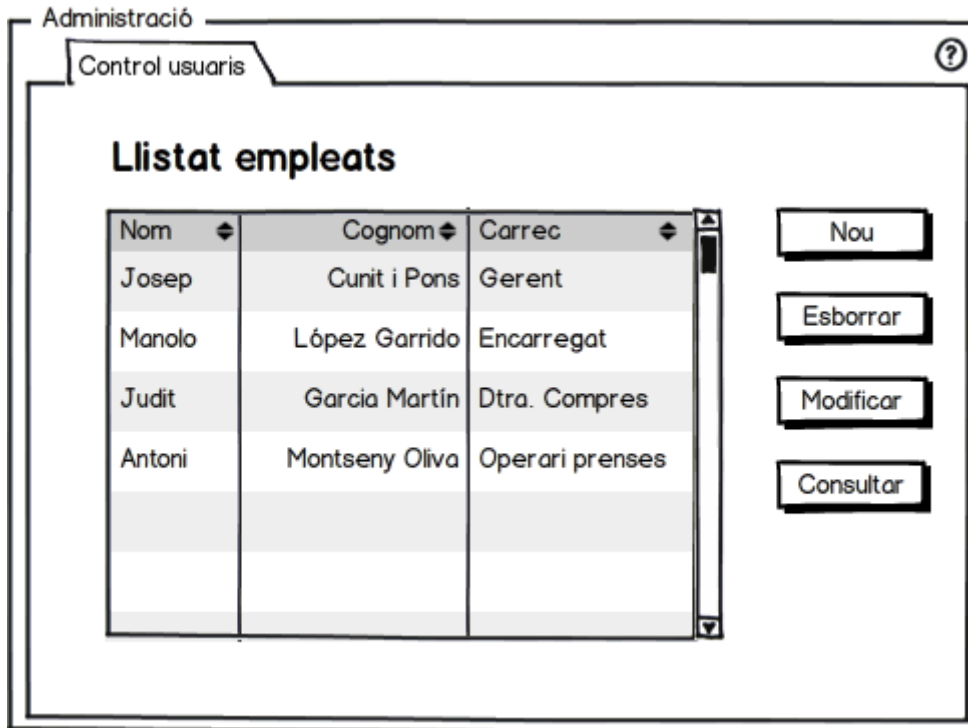 Administració
Control usuaris
?
Llistat empleats
Nom Cognom Carrec
Josep Cunit i Pons Gerent
Manolo López Garrido Encarregat
Judit Garcia Martín Dtra. Compres
Antoni Montseny Oliva Operari prenses
Nou
Esborrar
Modificar
Consultar